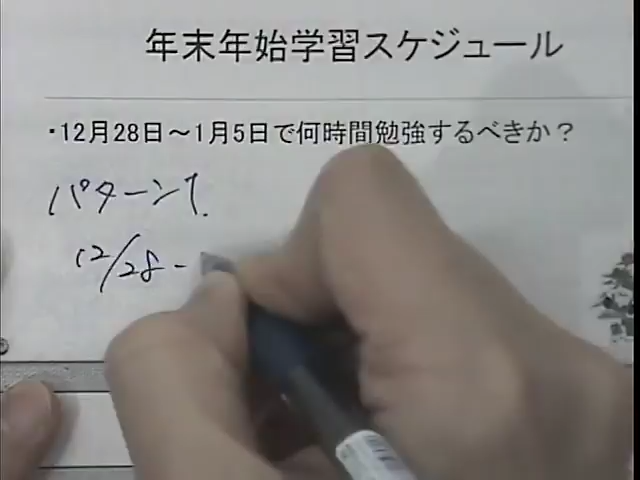 年末年始学習スケジュール
・12月28日～1月5日で何時間勉強するべきか？
パターン1.
12/28-